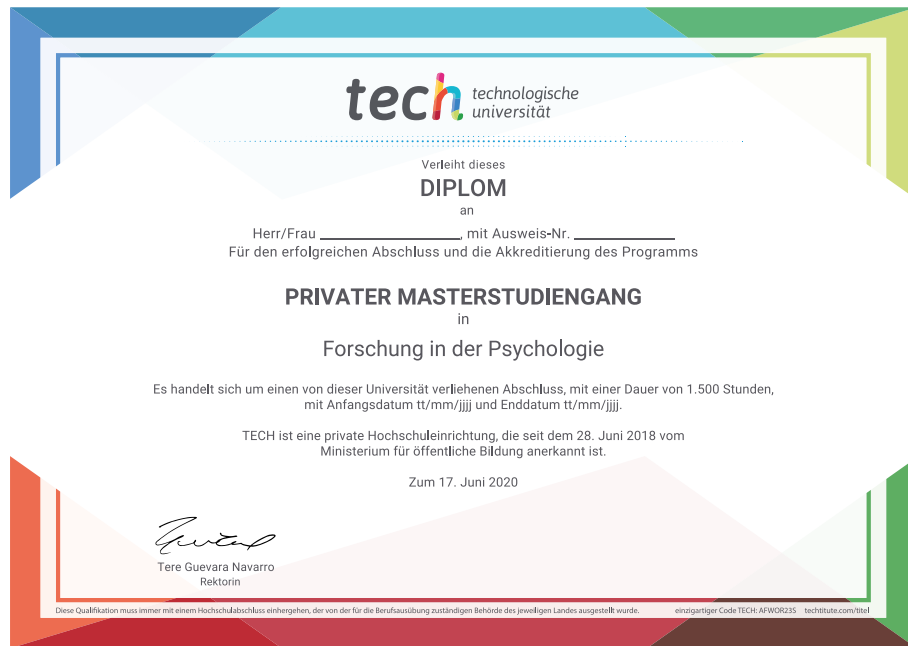 tech technologische
universität
Verleiht dieses
DIPLOM
an
Herr/Frau ____________________, mit Ausweis-Nr. ______________
Für den erfolgreichen Abschluss und die Akkreditierung des Programms
PRIVATER MASTERSTUDIENGANG
in
Forschung in der Psychologie
Es handelt sich um einen von dieser Universität verliehenen Abschluss, mit einer Dauer von 1.500 Stunden,
mit Anfangsdatum tt/mm/jjjj und Enddatum tt/mm/jjjj.
TECH ist eine private Hochschuleinrichtung, die seit dem 28. Juni 2018 vom
Ministerium für öffentliche Bildung anerkannt ist.
Zum 17. Juni 2020
Tere Guevara Navarro
Rektorin
Diese Qualifikation muss immer mit einem Hochschulabschluss einhergehen, der von der für die Berufsausübung zuständigen Behörde des jeweiligen Landes ausgestellt wurde. einzigartiger Code TECH: AFWOR23S techtitute.com/titel